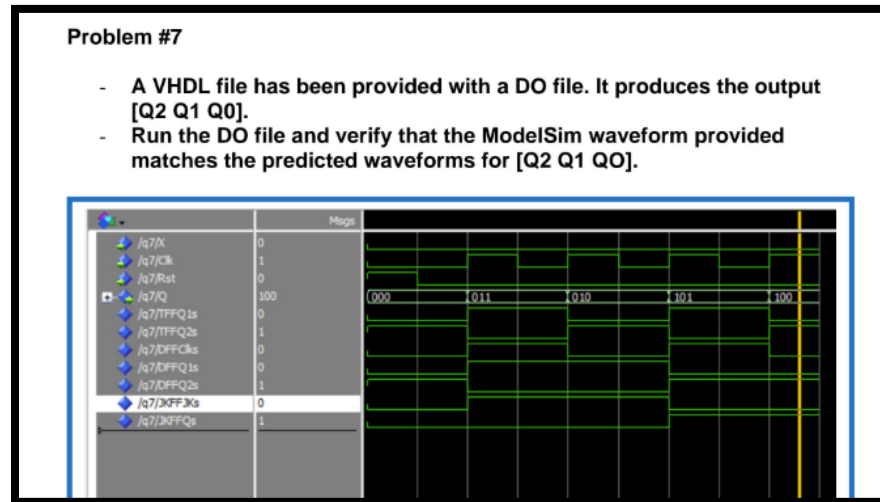 Problem #7
- A VHDL file has been provided with a DO file. It produces the output
[Q2 Q1 Q0].
- Run the DO file and verify that the ModelSim waveform provided
matches the predicted waveforms for [Q2 Q1 QO].
Msgs
/q7/X 0
/q7/Clk 1
/q7/Rst 0
/q7/Q 100 000 011 010 101 100
/q7/TFFQ1s 0
/q7/TFFQ2s 1
/q7/DFFClks 0
/q7/DFFQ1s 0
/q7/DFFQ2s 1
/q7/JKFFJKs 0
/q7/JKFFQs 1